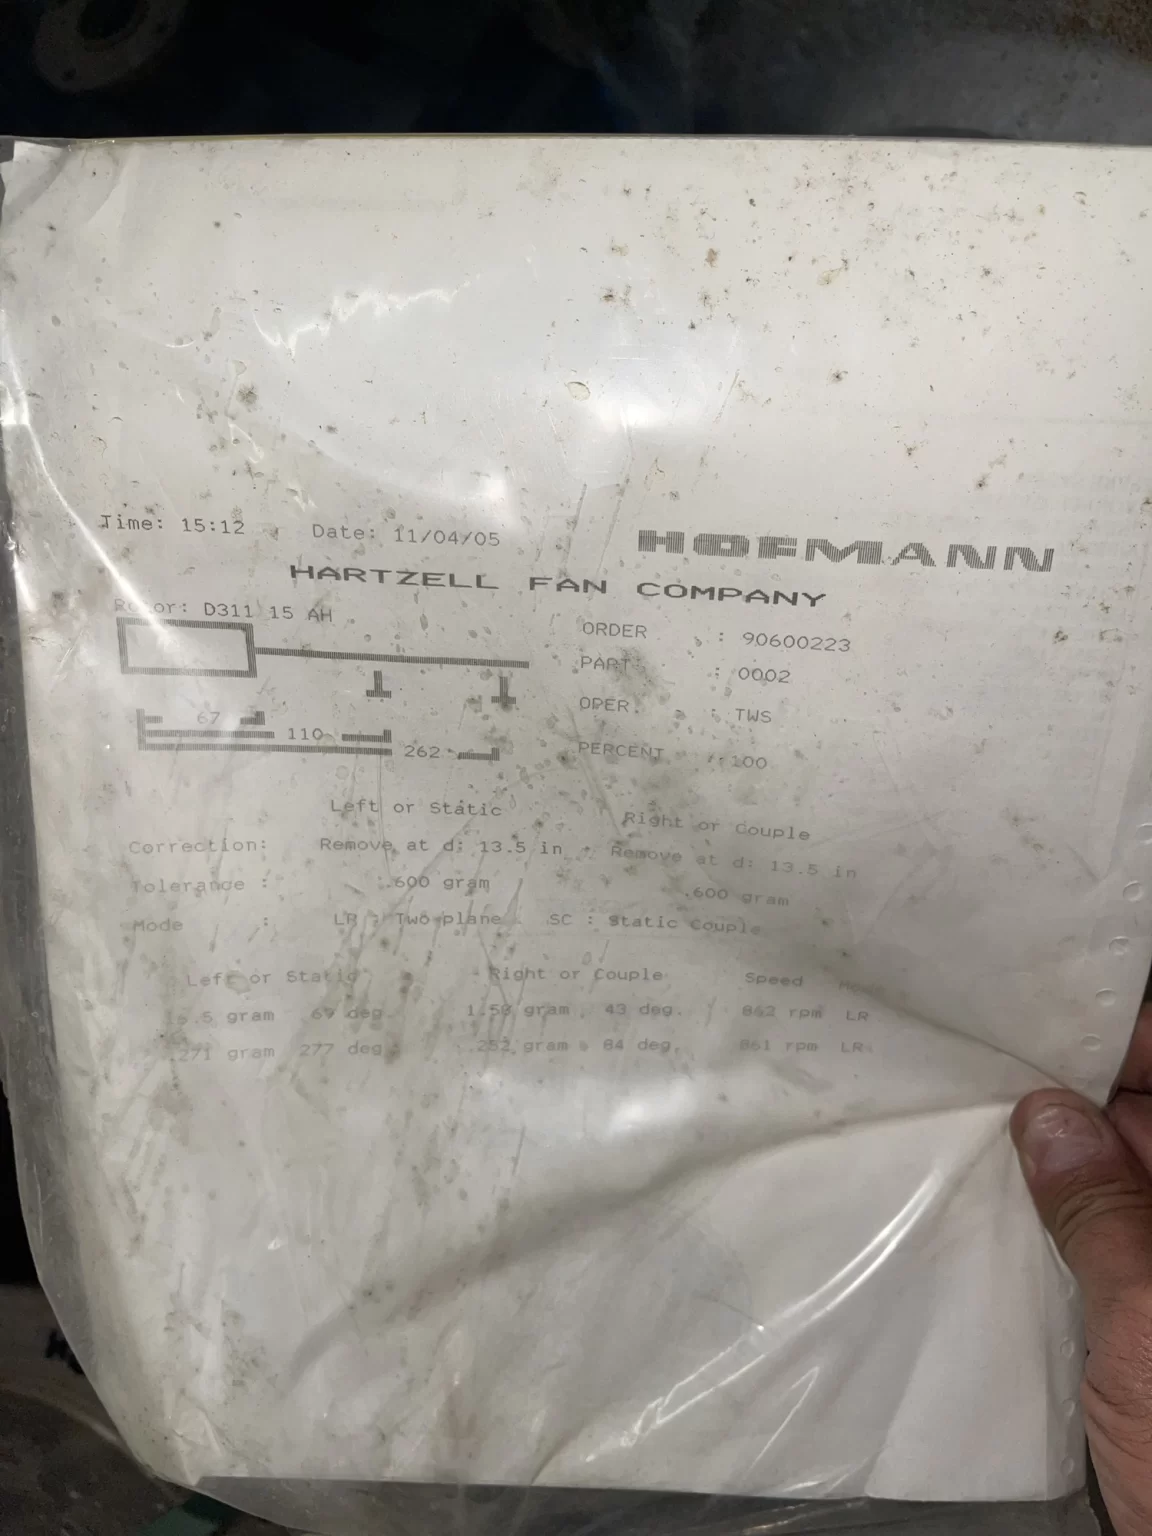 Time: 15:12 Date: 11/04/05
HOFMANN
HARTZELL FAN COMPANY
Rotor: D311 15 AH
ORDER : 90600223
PART : 0002
OPER. : TWS
PERCENT : 100
67
110
262
Left or Static Right or Couple
Correction: Remove at d: 13.5 in Remove at d: 13.5 in
Tolerance : .600 gram .600 gram
Mode : LR : Two-plane SC : Static Couple
Left or Static Right or Couple Speed Mode
gram 69 deg. gram 43 deg. 862 rpm LR
.271 gram 277 deg. .252 gram 84 deg. 861 rpm LR